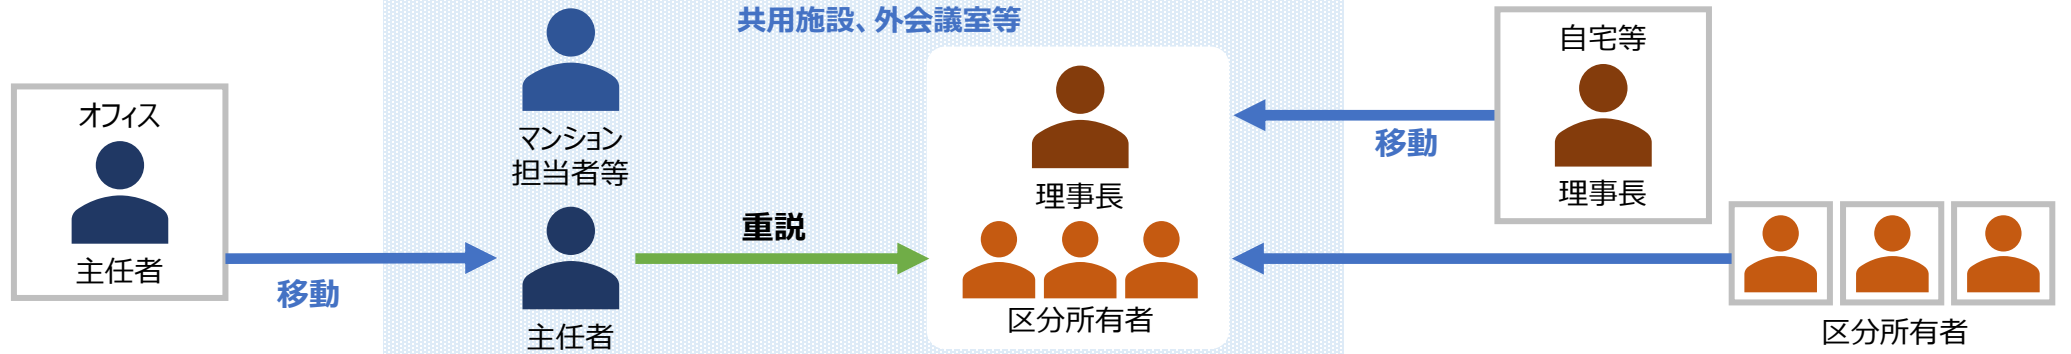 共用施設、外会議室等
オフィス
主任者
移動
マンション
担当者等
主任者
重説
理事長
区分所有者
移動
自宅等
理事長
区分所有者